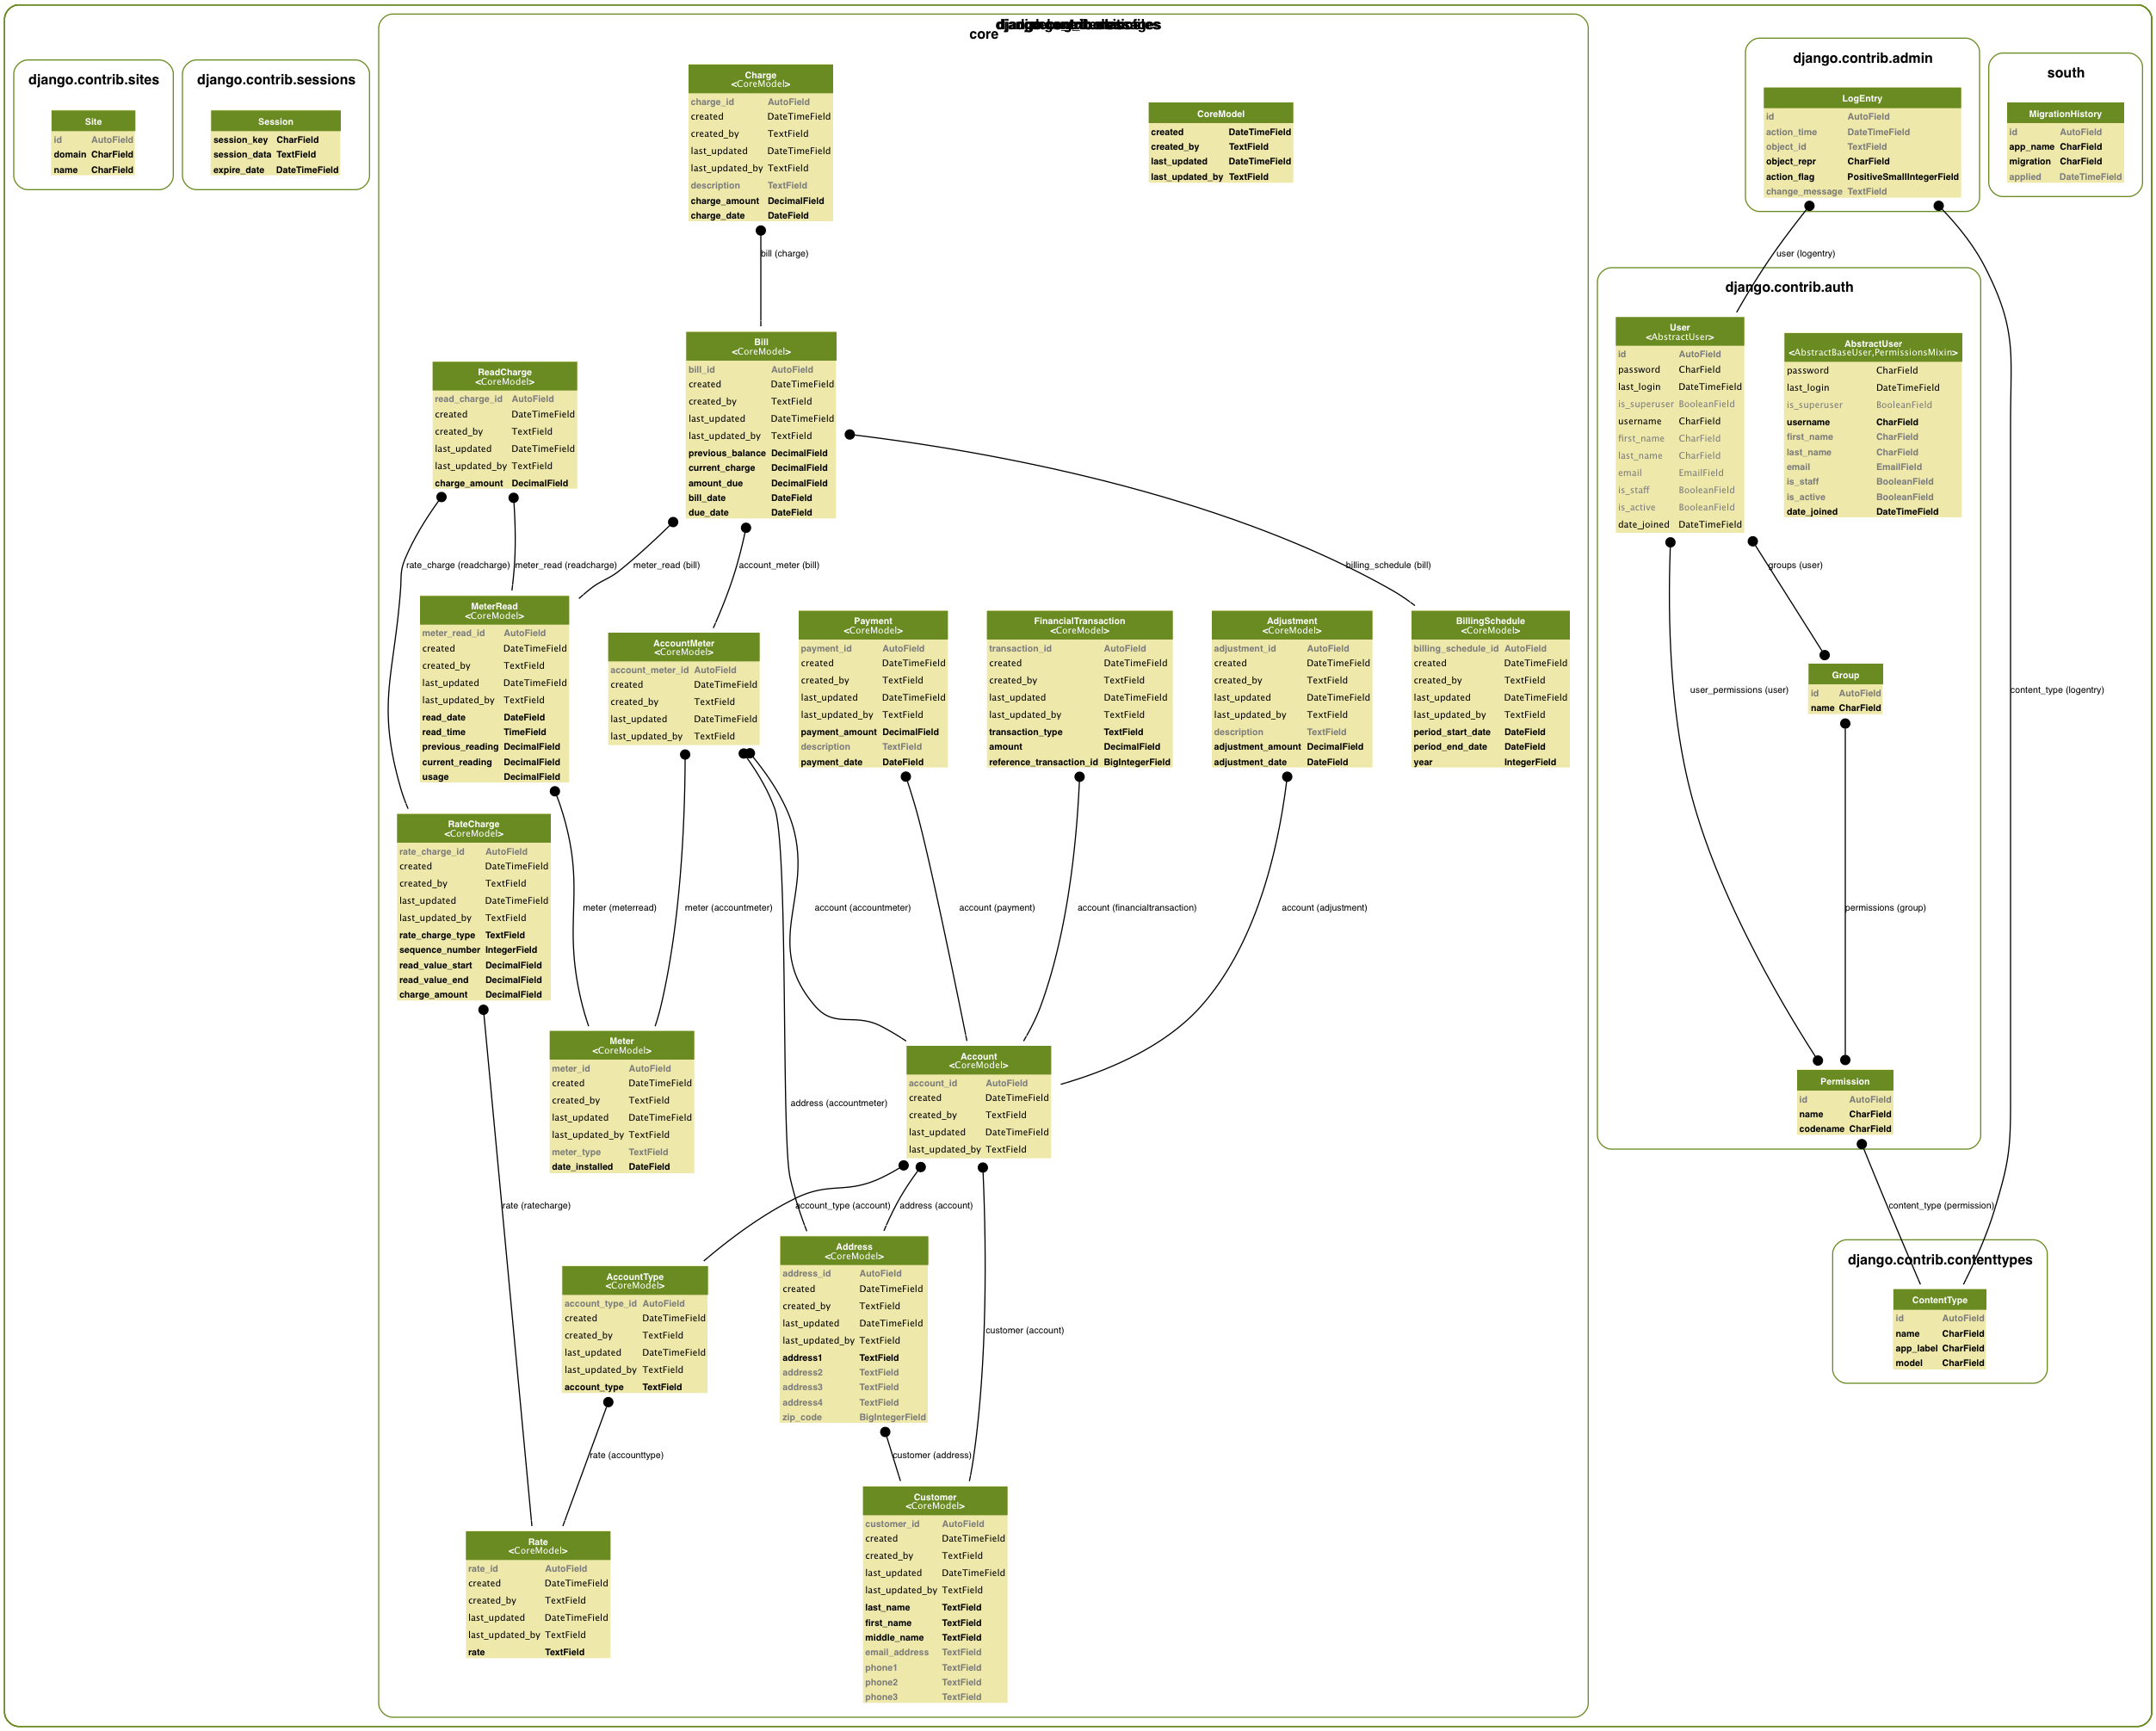 django.contrib.sites
Site
id AutoField
domain CharField
name CharField
django.contrib.sessions
Session
session_key CharField
session_data TextField
expire_date DateTimeField
core
Charge
<CoreModel>
charge_id AutoField
created DateTimeField
created_by TextField
last_updated DateTimeField
last_updated_by TextField
description TextField
charge_amount DecimalField
charge_date DateField
CoreModel
created DateTimeField
created_by TextField
last_updated DateTimeField
last_updated_by TextField
bill (charge)
Bill
<CoreModel>
bill_id AutoField
created DateTimeField
created_by TextField
last_updated DateTimeField
last_updated_by TextField
previous_balance DecimalField
current_charge DecimalField
amount_due DecimalField
bill_date DateField
due_date DateField
ReadCharge
<CoreModel>
read_charge_id AutoField
created DateTimeField
created_by TextField
last_updated DateTimeField
last_updated_by TextField
charge_amount DecimalField
rate_charge (readcharge)
meter_read (readcharge)
meter_read (bill)
account_meter (bill)
billing_schedule (bill)
MeterRead
<CoreModel>
meter_read_id AutoField
created DateTimeField
created_by TextField
last_updated DateTimeField
last_updated_by TextField
read_date DateField
read_time TimeField
previous_reading DecimalField
current_reading DecimalField
usage DecimalField
AccountMeter
<CoreModel>
account_meter_id AutoField
created DateTimeField
created_by TextField
last_updated DateTimeField
last_updated_by TextField
Payment
<CoreModel>
payment_id AutoField
created DateTimeField
created_by TextField
last_updated DateTimeField
last_updated_by TextField
payment_amount DecimalField
description TextField
payment_date DateField
FinancialTransaction
<CoreModel>
transaction_id AutoField
created DateTimeField
created_by TextField
last_updated DateTimeField
last_updated_by TextField
transaction_type TextField
amount DecimalField
reference_transaction_id BigIntegerField
Adjustment
<CoreModel>
adjustment_id AutoField
created DateTimeField
created_by TextField
last_updated DateTimeField
last_updated_by TextField
description TextField
adjustment_amount DecimalField
adjustment_date DateField
BillingSchedule
<CoreModel>
billing_schedule_id AutoField
created DateTimeField
created_by TextField
last_updated DateTimeField
last_updated_by TextField
period_start_date DateField
period_end_date DateField
year IntegerField
RateCharge
<CoreModel>
rate_charge_id AutoField
created DateTimeField
created_by TextField
last_updated DateTimeField
last_updated_by TextField
rate_charge_type TextField
sequence_number IntegerField
read_value_start DecimalField
read_value_end DecimalField
charge_amount DecimalField
meter (meterread)
meter (accountmeter)
account (accountmeter)
account (payment)
account (financialtransaction)
account (adjustment)
Meter
<CoreModel>
meter_id AutoField
created DateTimeField
created_by TextField
last_updated DateTimeField
last_updated_by TextField
meter_type TextField
date_installed DateField
address (accountmeter)
Account
<CoreModel>
account_id AutoField
created DateTimeField
created_by TextField
last_updated DateTimeField
last_updated_by TextField
rate (ratecharge)
account_type (account)
address (account)
customer (account)
AccountType
<CoreModel>
account_type_id AutoField
created DateTimeField
created_by TextField
last_updated DateTimeField
last_updated_by TextField
account_type TextField
Address
<CoreModel>
address_id AutoField
created DateTimeField
created_by TextField
last_updated DateTimeField
last_updated_by TextField
address1 TextField
address2 TextField
address3 TextField
address4 TextField
zip_code BigIntegerField
rate (accounttype)
customer (address)
Customer
<CoreModel>
customer_id AutoField
created DateTimeField
created_by TextField
last_updated DateTimeField
last_updated_by TextField
last_name TextField
first_name TextField
middle_name TextField
email_address TextField
phone1 TextField
phone2 TextField
phone3 TextField
Rate
<CoreModel>
rate_id AutoField
created DateTimeField
created_by TextField
last_updated DateTimeField
last_updated_by TextField
rate TextField
django.contrib.admin
LogEntry
id AutoField
action_time DateTimeField
object_id TextField
object_repr CharField
action_flag PositiveSmallIntegerField
change_message TextField
south
MigrationHistory
id AutoField
app_name CharField
migration CharField
applied DateTimeField
user (logentry)
django.contrib.auth
User
<AbstractUser>
id AutoField
password CharField
last_login DateTimeField
is_superuser BooleanField
username CharField
first_name CharField
last_name CharField
email EmailField
is_staff BooleanField
is_active BooleanField
date_joined DateTimeField
AbstractUser
<AbstractBaseUser,PermissionsMixin>
password CharField
last_login DateTimeField
is_superuser BooleanField
username CharField
first_name CharField
last_name CharField
email EmailField
is_staff BooleanField
is_active BooleanField
date_joined DateTimeField
groups (user)
user_permissions (user)
Group
id AutoField
name CharField
content_type (logentry)
permissions (group)
Permission
id AutoField
name CharField
codename CharField
content_type (permission)
django.contrib.contenttypes
ContentType
id AutoField
name CharField
app_label CharField
model CharField